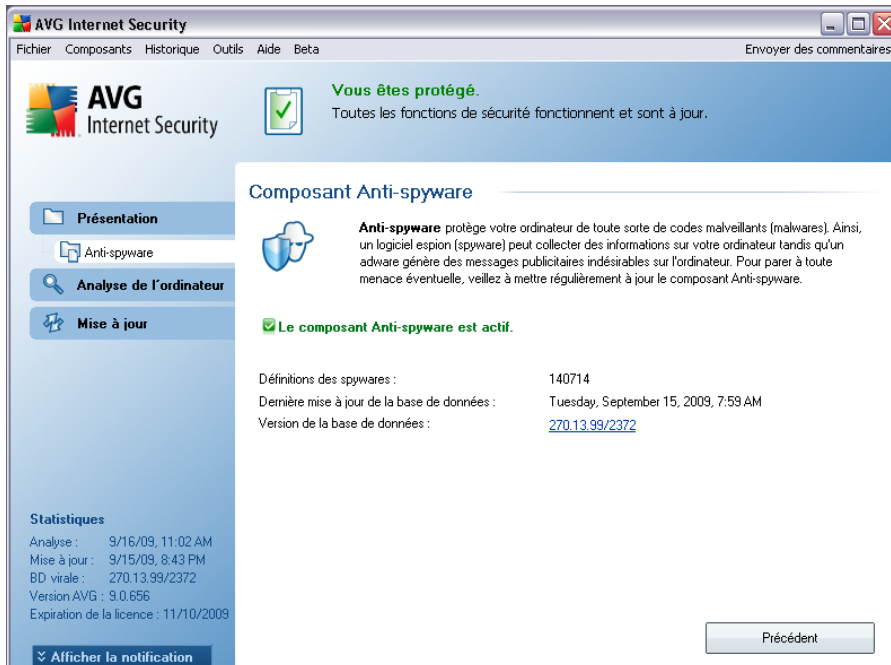 AVG Internet Security
Fichier Composants Historique Outils Aide Beta Envoyer des commentaires
AVG
Internet Security
Vous êtes protégé.
Toutes les fonctions de sécurité fonctionnent et sont à jour.
Présentation
Anti-spyware
Analyse de l'ordinateur
Mise à jour
Composant Anti-spyware
Anti-spyware protège votre ordinateur de toute sorte de codes malveillants (malwares). Ainsi,
un logiciel espion (spyware) peut collecter des informations sur votre ordinateur tandis qu'un
adware génère des messages publicitaires indésirables sur l'ordinateur. Pour parer à toute
menace éventuelle, veillez à mettre régulièrement à jour le composant Anti-spyware.
Le composant Anti-spyware est actif.
Définitions des spywares : 140714
Dernière mise à jour de la base de données : Tuesday, September 15, 2009, 7:59 AM
Version de la base de données : 270.13.99/2372
Statistiques
Analyse : 9/16/09, 11:02 AM
Mise à jour : 9/15/09, 8:43 PM
BD virale : 270.13.99/2372
Version AVG : 9.0.656
Expiration de la licence : 11/10/2009
Afficher la notification
Précédent